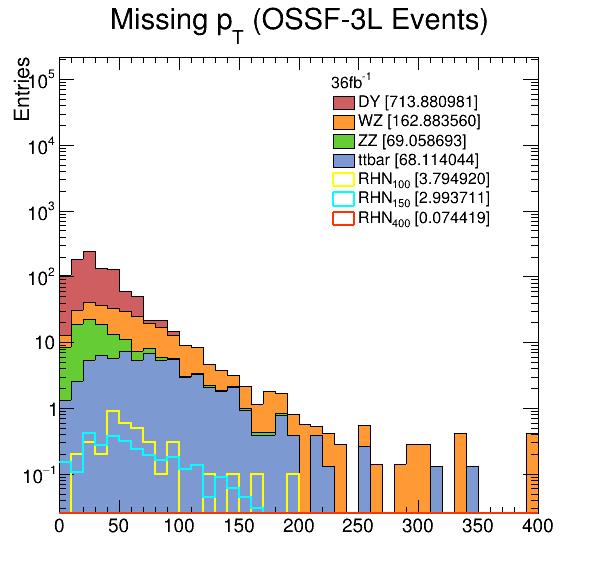 Missing p_T (OSSF-3L Events)
Entries
36fb^-1
DY [713.880981]
WZ [162.883560]
ZZ [69.058693]
ttbar [68.114044]
RHN_100 [3.794920]
RHN_150 [2.993711]
RHN_400 [0.074419]
10^5
10^4
10^3
10^2
10
1
10^-1
0 50 100 150 200 250 300 350 400